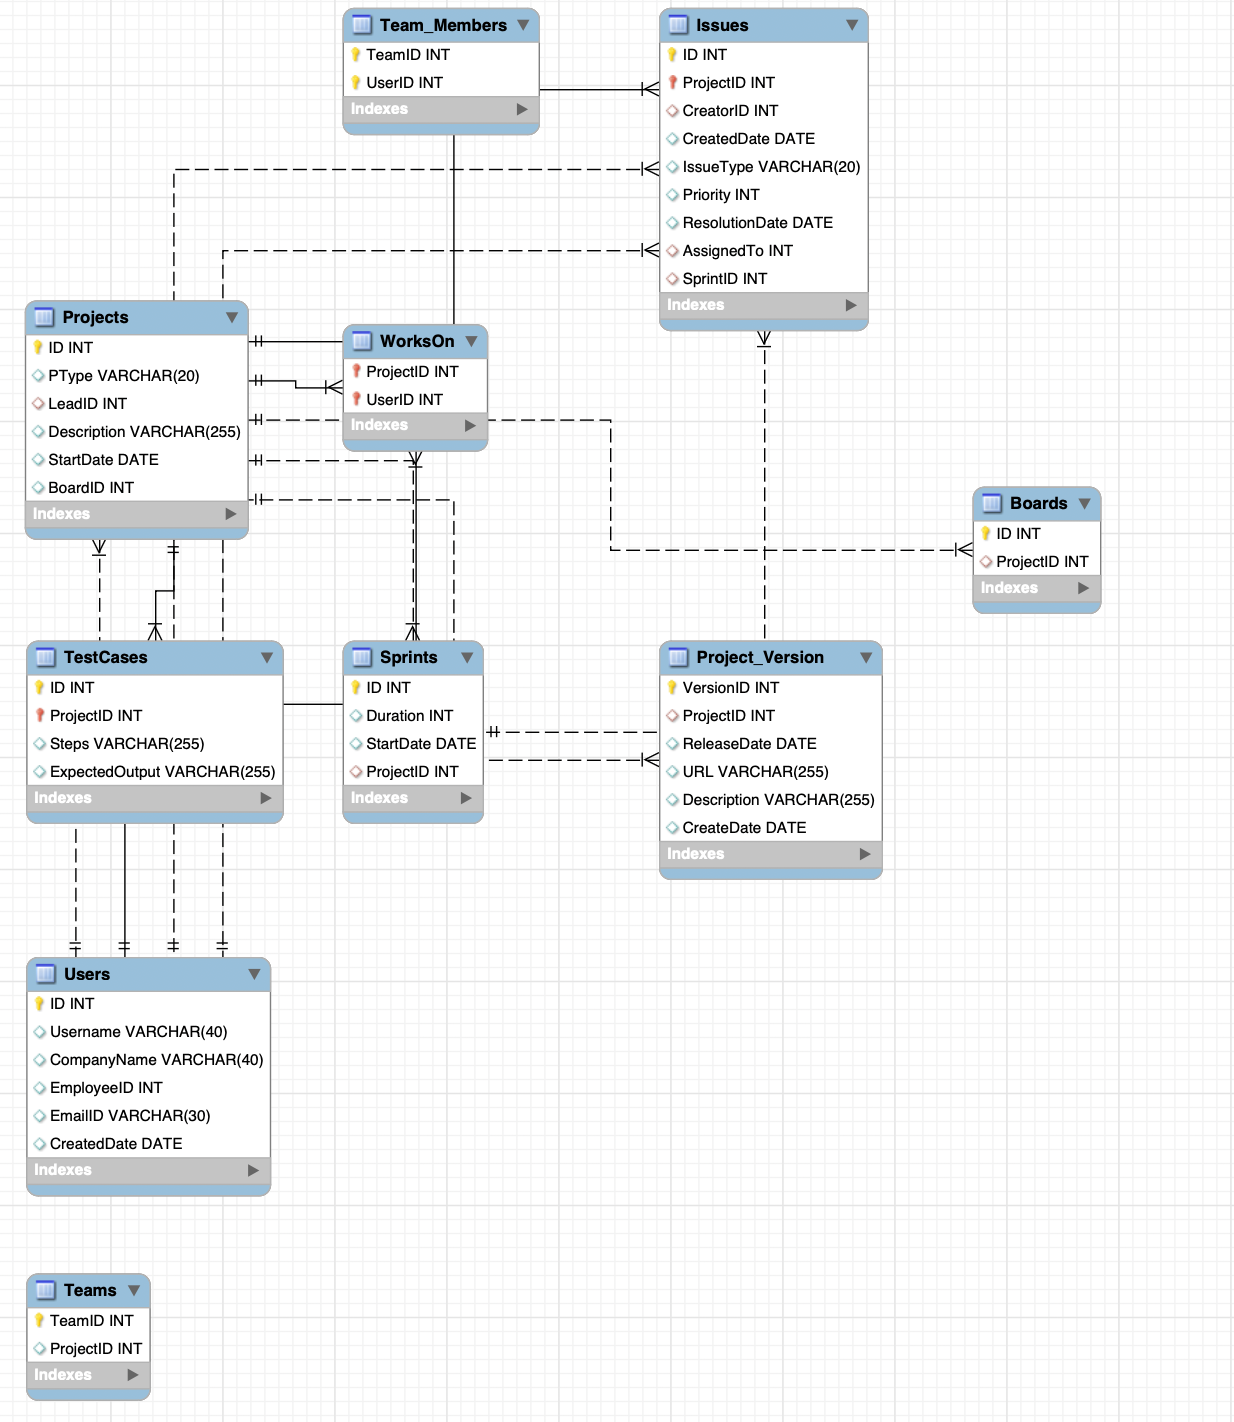 Team_Members
TeamID INT
UserID INT
Indexes
Issues
ID INT
ProjectID INT
CreatorID INT
CreatedDate DATE
IssueType VARCHAR(20)
Priority INT
ResolutionDate DATE
AssignedTo INT
SprintID INT
Indexes
Projects
ID INT
PType VARCHAR(20)
LeadID INT
Description VARCHAR(255)
StartDate DATE
BoardID INT
Indexes
WorksOn
ProjectID INT
UserID INT
Indexes
Boards
ID INT
ProjectID INT
Indexes
TestCases
ID INT
ProjectID INT
Steps VARCHAR(255)
ExpectedOutput VARCHAR(255)
Indexes
Sprints
ID INT
Duration INT
StartDate DATE
ProjectID INT
Indexes
Project_Version
VersionID INT
ProjectID INT
ReleaseDate DATE
URL VARCHAR(255)
Description VARCHAR(255)
CreateDate DATE
Indexes
Users
ID INT
Username VARCHAR(40)
CompanyName VARCHAR(40)
EmployeeID INT
EmailID VARCHAR(30)
CreatedDate DATE
Indexes
Teams
TeamID INT
ProjectID INT
Indexes